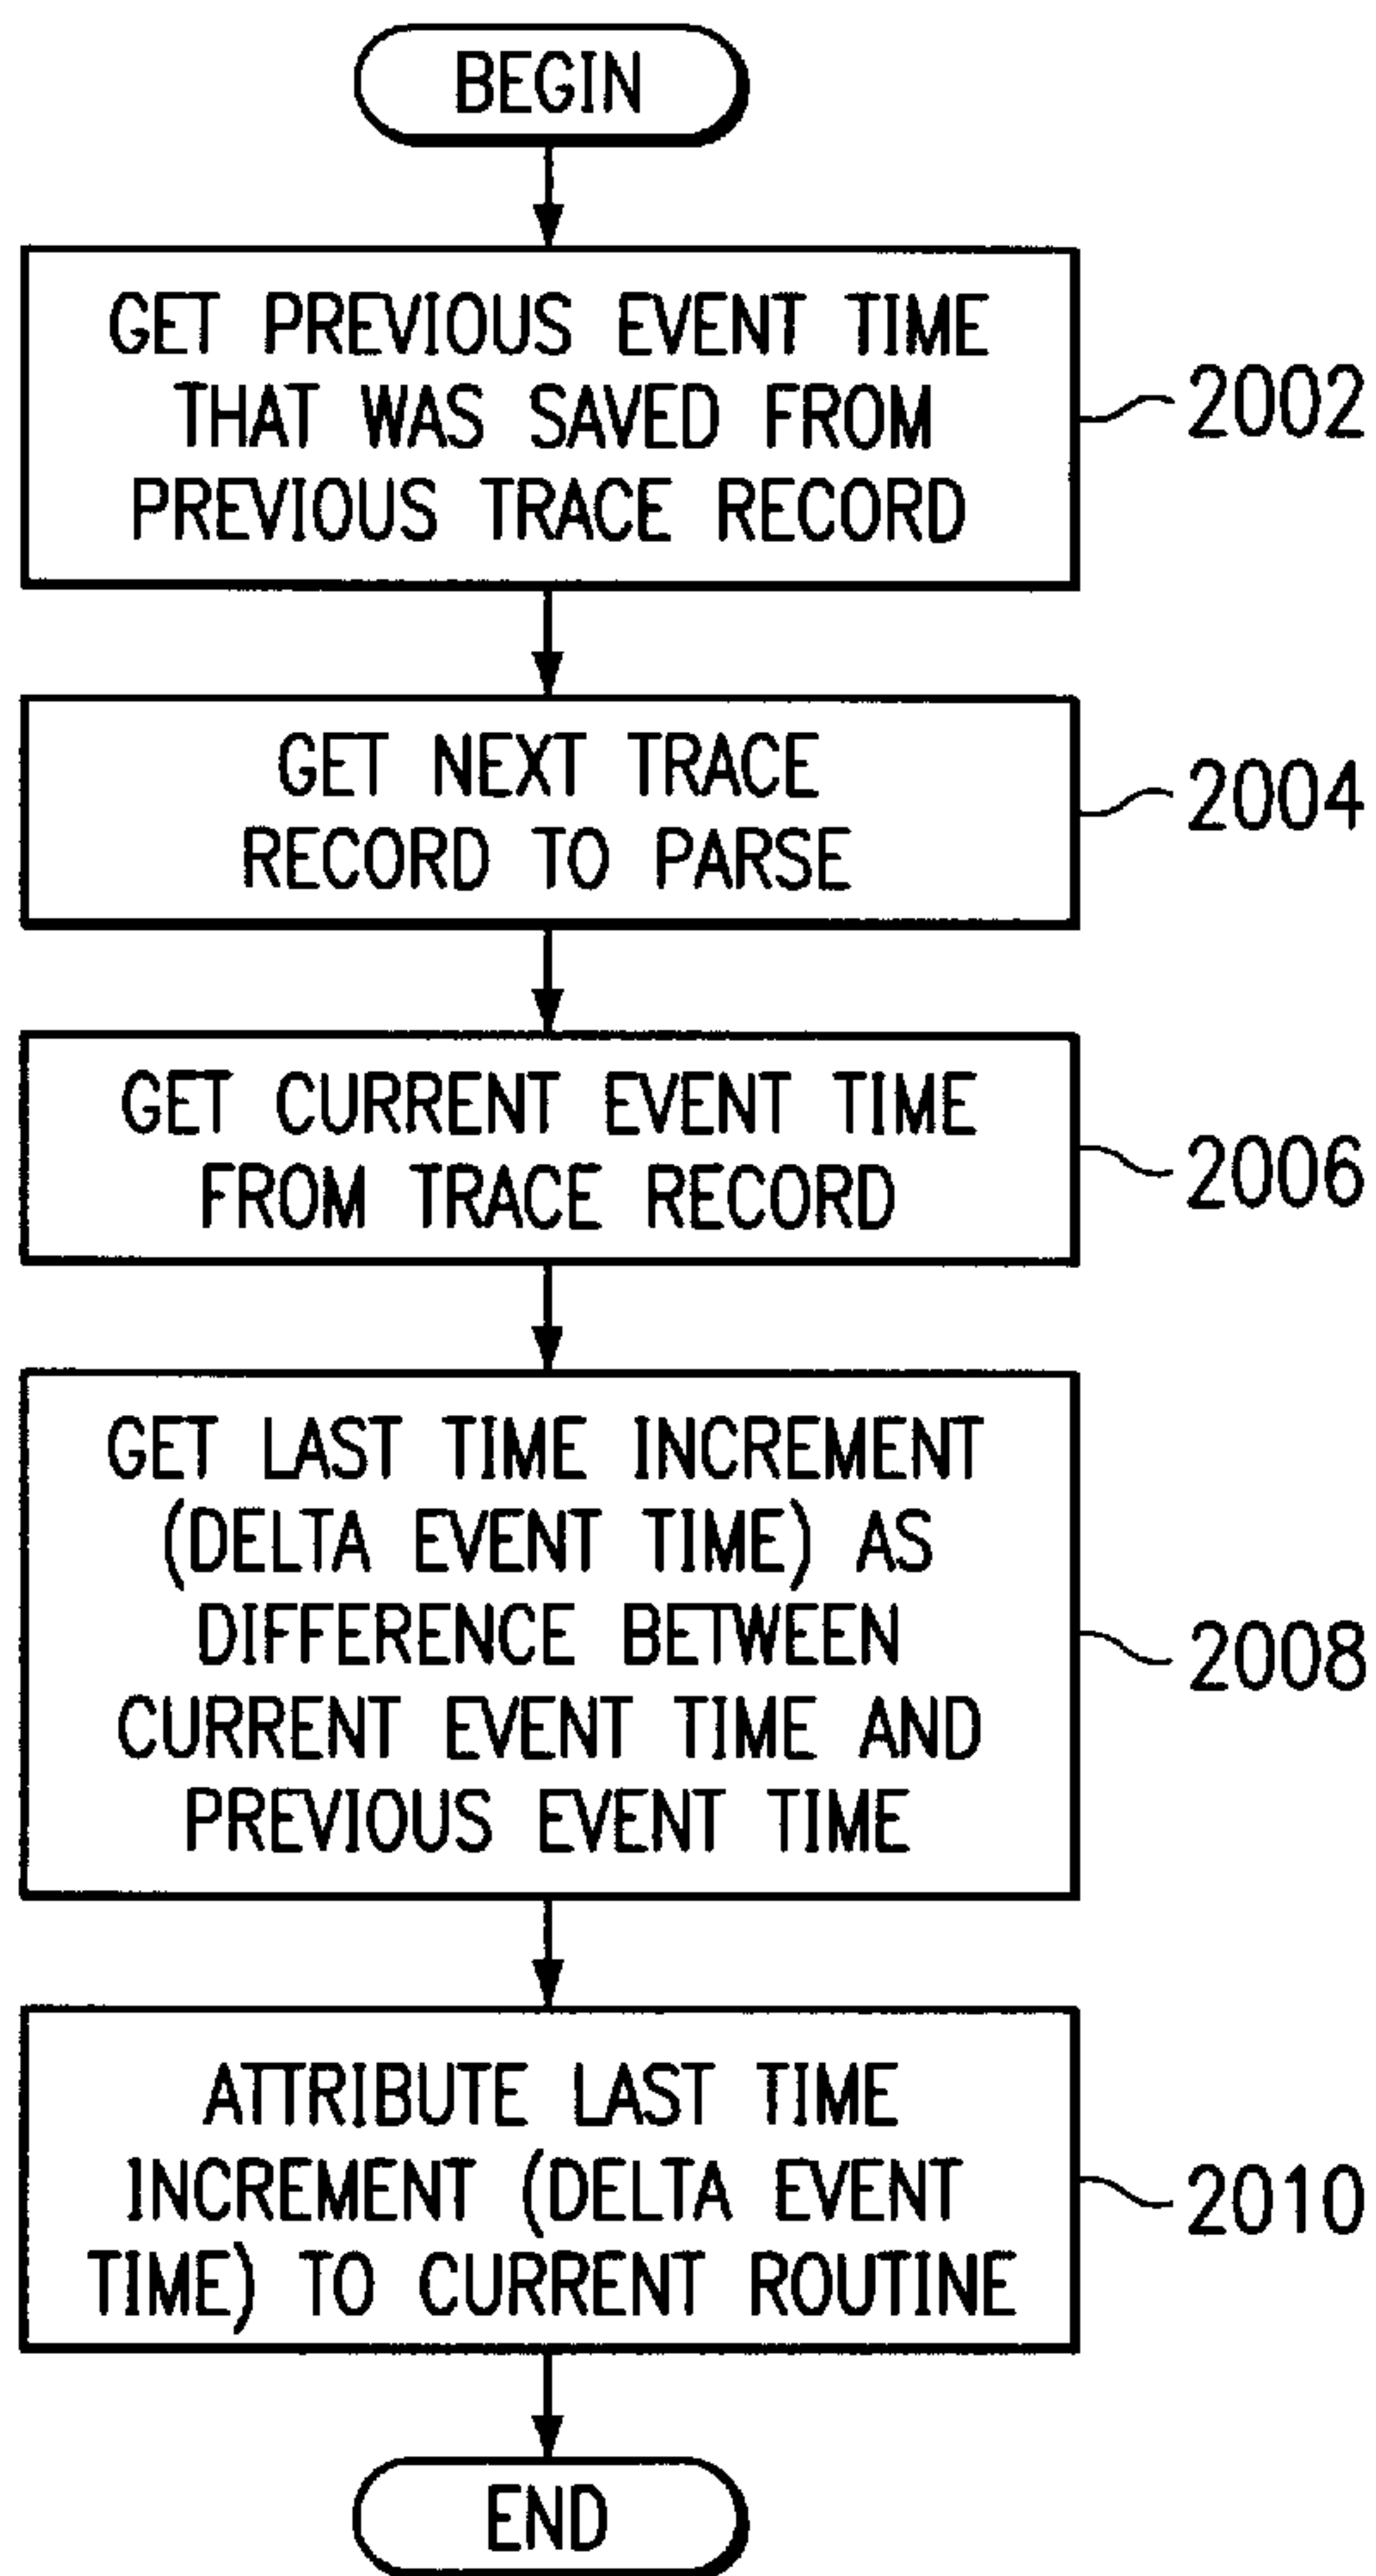 BEGIN
GET PREVIOUS EVENT TIME
THAT WAS SAVED FROM
PREVIOUS TRACE RECORD
2002
GET NEXT TRACE
RECORD TO PARSE
2004
GET CURRENT EVENT TIME
FROM TRACE RECORD
2006
GET LAST TIME INCREMENT
(DELTA EVENT TIME) AS
DIFFERENCE BETWEEN
CURRENT EVENT TIME AND
PREVIOUS EVENT TIME
2008
ATTRIBUTE LAST TIME
INCREMENT (DELTA EVENT
TIME) TO CURRENT ROUTINE
2010
END